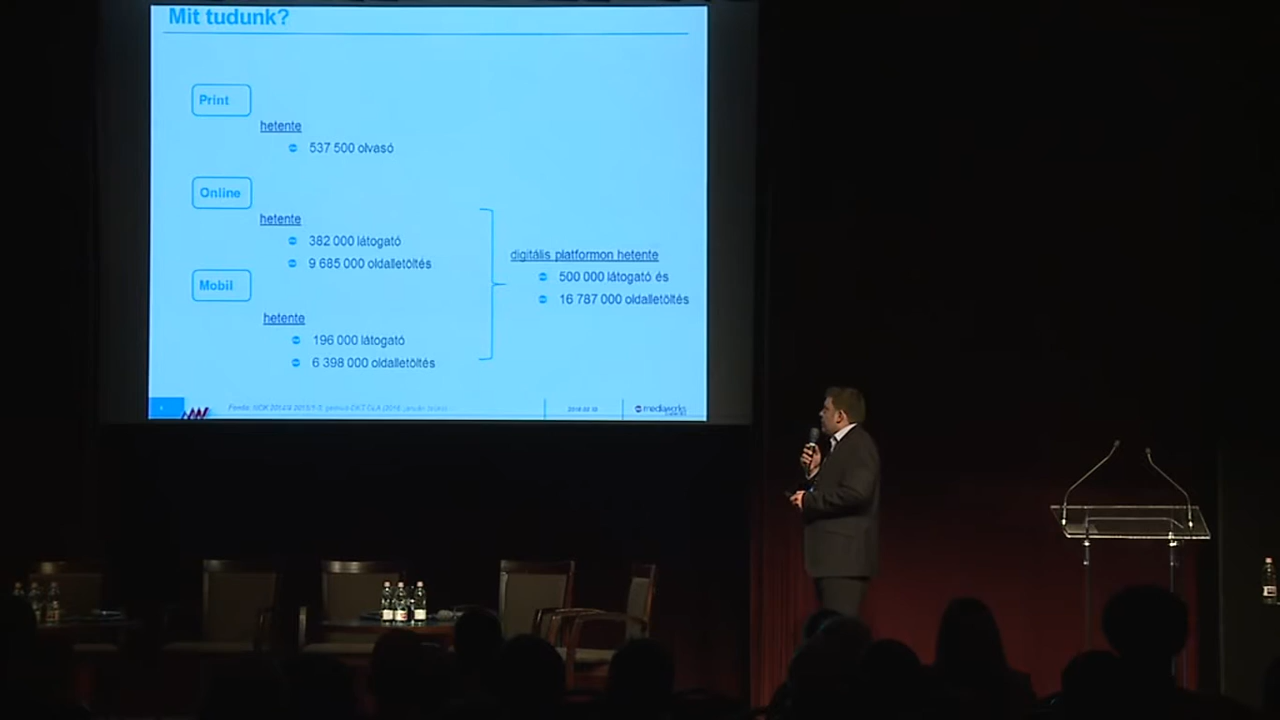 Mit tudunk?
Print
hetente
537 500 olvasó
Online
hetente
382 000 látogató
9 685 000 oldalletöltés
Mobil
hetente
196 000 látogató
6 398 000 oldalletöltés
digitális platformon hetente
500 000 látogató és
16 787 000 oldalletöltés
mediaworks